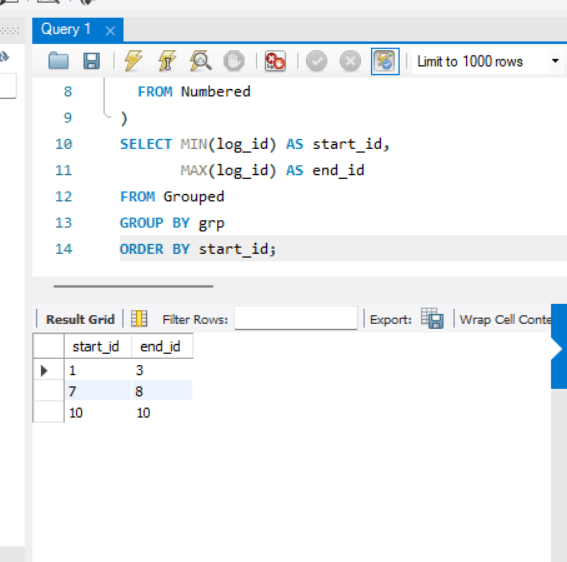 Query 1
Limit to 1000 rows
8 FROM Numbered
9 )
10 SELECT MIN(log_id) AS start_id,
11 MAX(log_id) AS end_id
12 FROM Grouped
13 GROUP BY grp
14 ORDER BY start_id;
Result Grid Filter Rows: Export: Wrap Cell Conte
start_id end_id
1 3
7 8
10 10